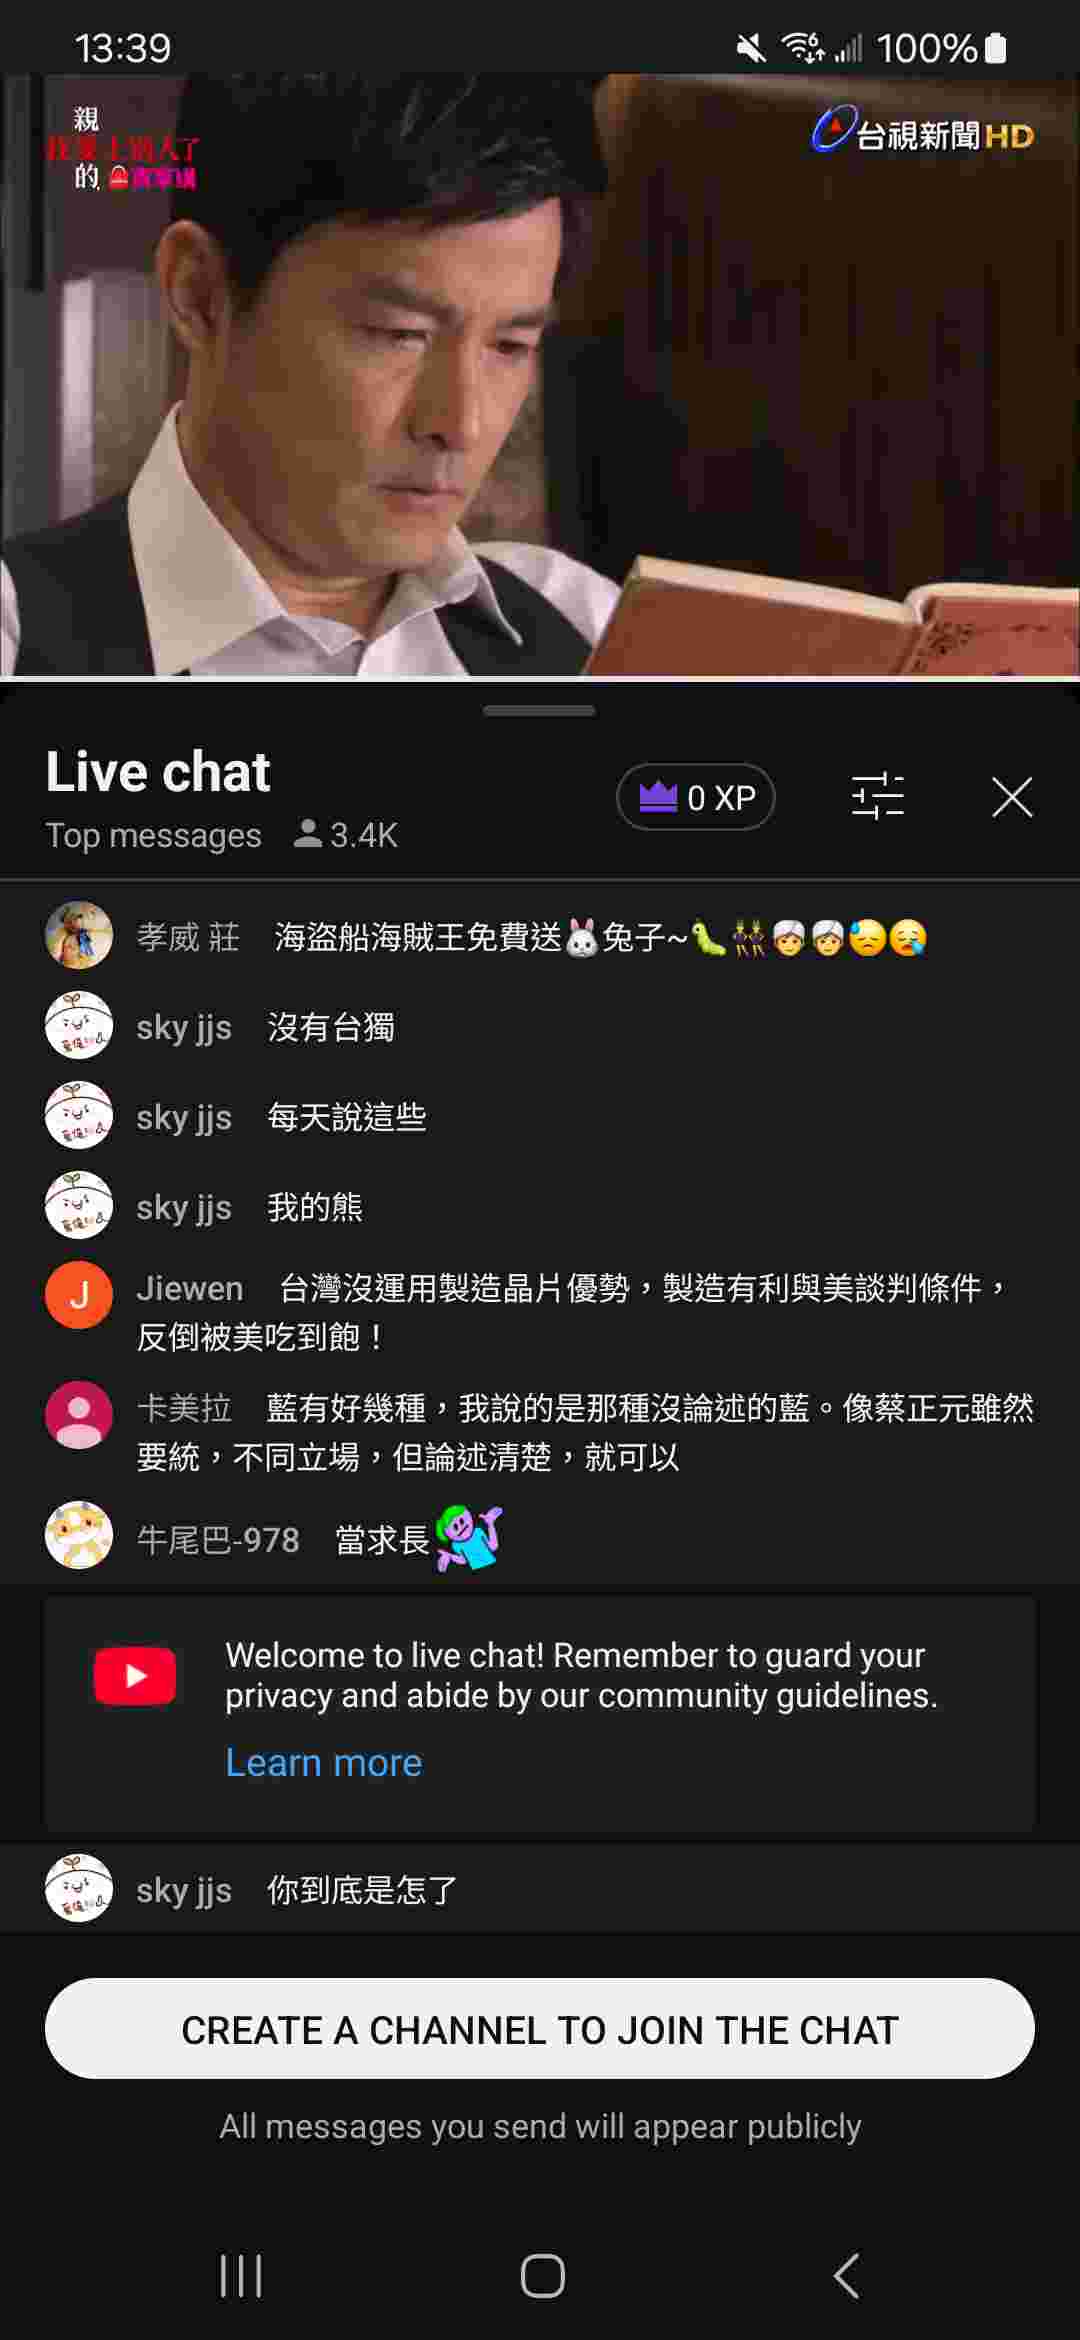 13:39
100%
親
我愛上別人了
的
台視新聞HD
Live chat
Top messages 3.4K
0 XP
孝威 莊 海盜船海賊王免費送🐰兔子~🐛👯👳👳😓😪
sky jjs 沒有台獨
sky jjs 每天說這些
sky jjs 我的熊
Jiewen 台灣沒運用製造晶片優勢，製造有利與美談判條件，
反倒被美吃到飽！
卡美拉 藍有好幾種，我說的是那種沒論述的藍。像蔡正元雖然
要統，不同立場，但論述清楚，就可以
牛尾巴-978 當求長
Welcome to live chat! Remember to guard your
privacy and abide by our community guidelines.
Learn more
sky jjs 你到底是怎了
CREATE A CHANNEL TO JOIN THE CHAT
All messages you send will appear publicly